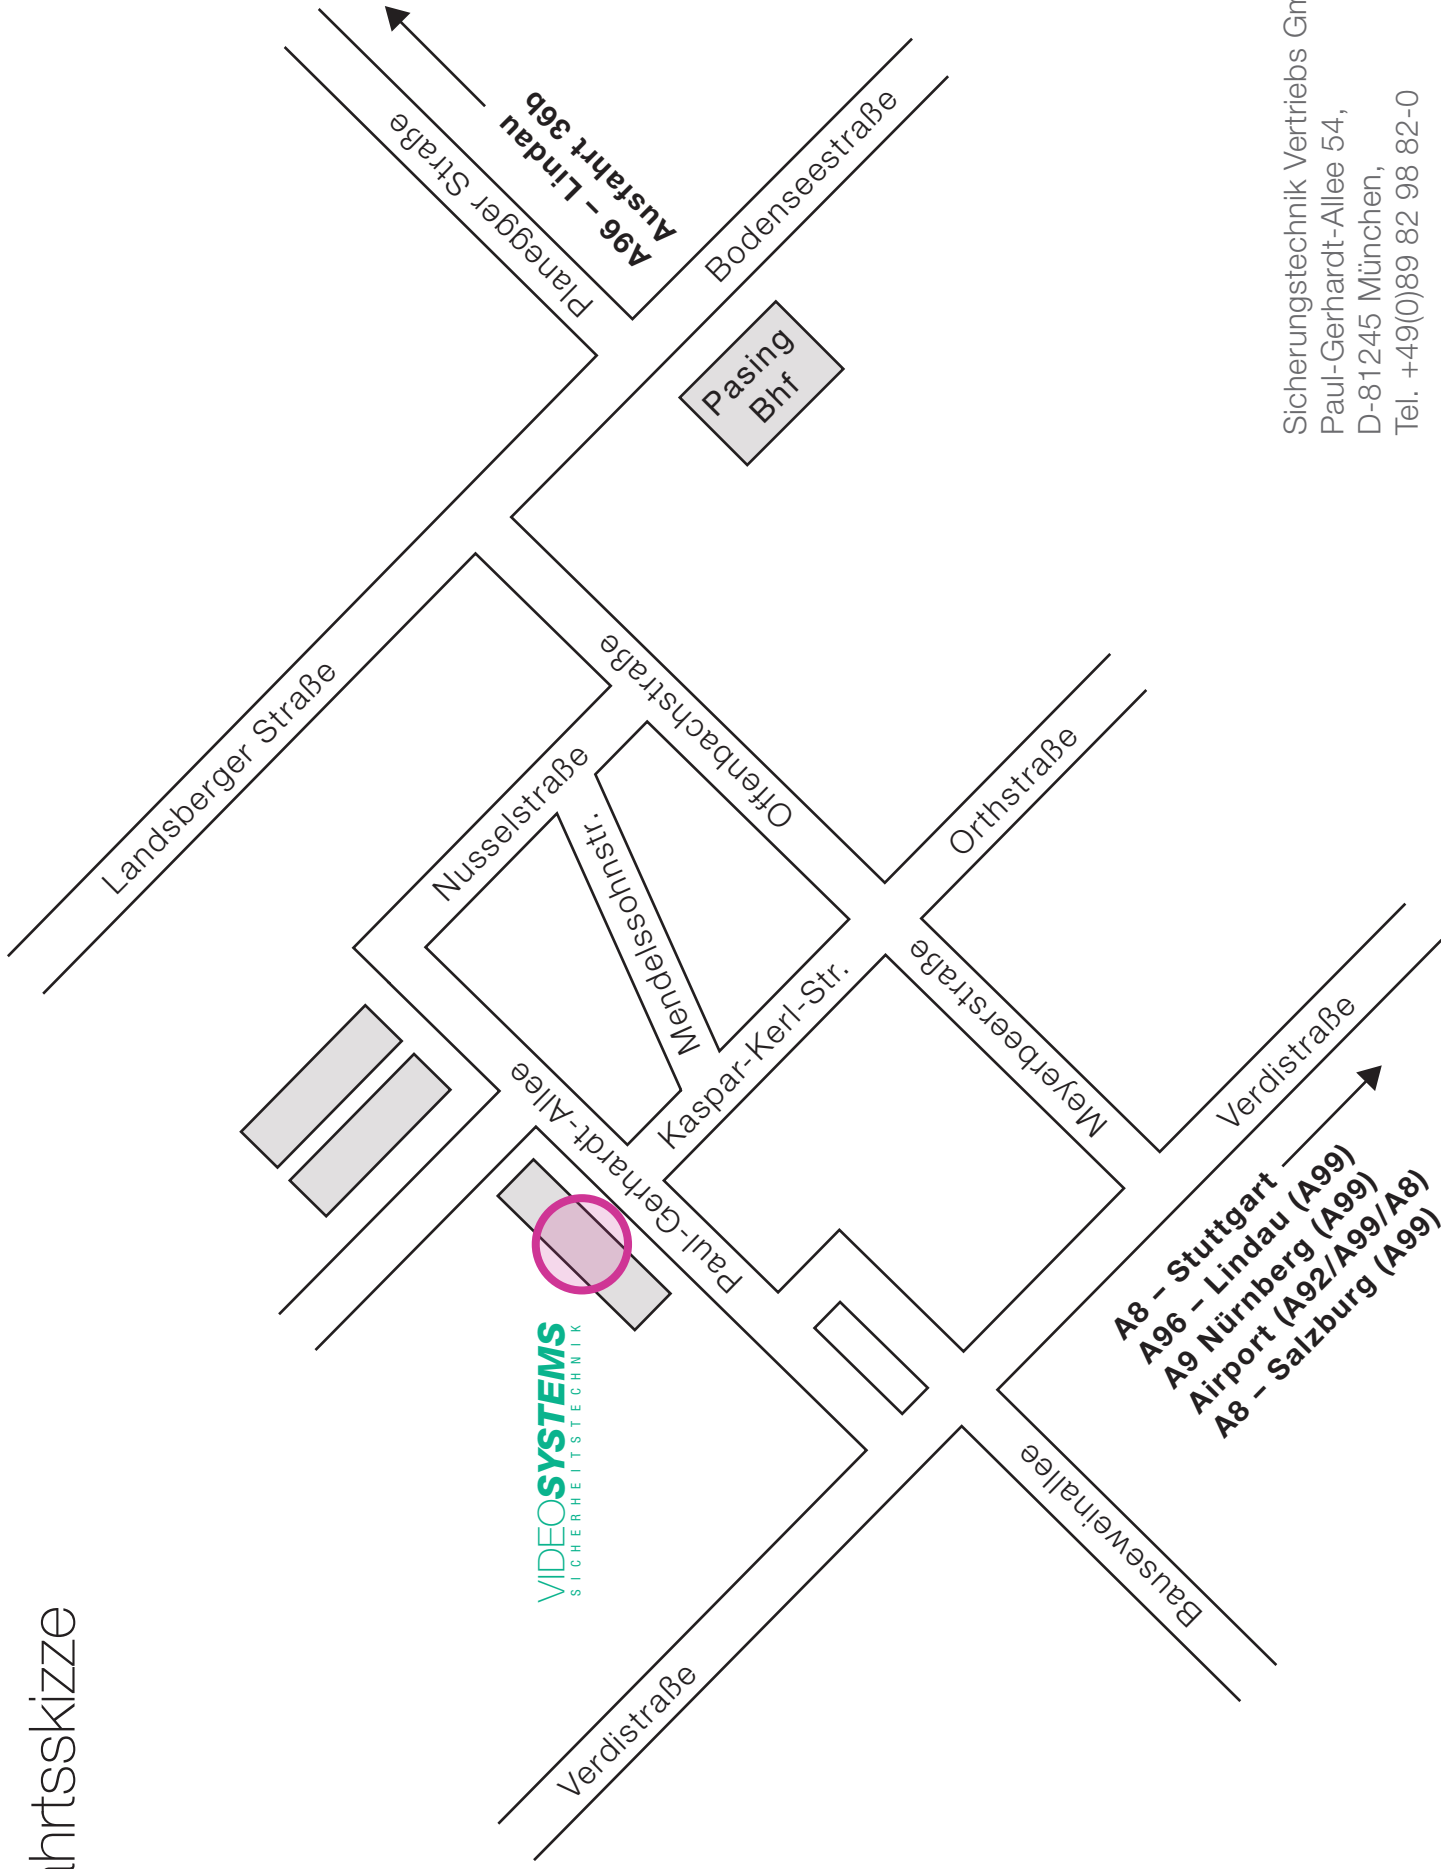 ahrtsskizze
Landsberger Straße
Planegger Straße
A96 – Lindau
Ausfahrt 36b
Bodenseestraße
Pasing
Bhf
Nusselstraße
Offenbachstraße
Mendelssohnstr.
Orthstraße
Kaspar-Kerl-Str.
Paul-Gerhardt-Allee
Meyerbeerstraße
Verdistraße
VIDEOSYSTEMS
SICHERHEITSTECHNIK
A8 – Stuttgart
A96 – Lindau (A99)
A9 Nürnberg (A99)
Airport (A92/A99/A8)
A8 – Salzburg (A99)
Bauseweinallee
Verdistraße
Sicherungstechnik Vertriebs Gm
Paul-Gerhardt-Allee 54,
D-81245 München,
Tel. +49(0)89 82 98 82-0